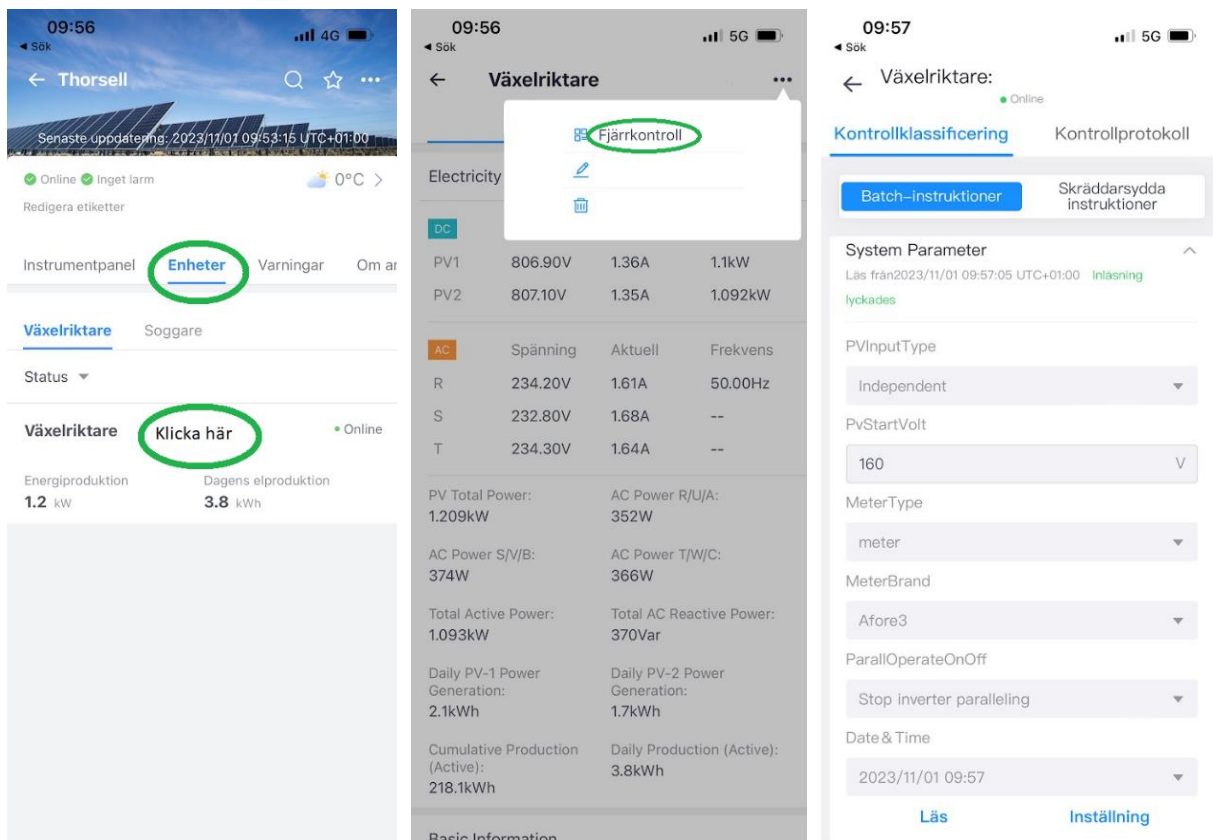 09:56
4G
◄ Sök
← Thorsell
Senaste uppdatering: 2023/11/01 09:53:15 UTC+01:00
Online Inget larm
0°C >
Redigera etiketter
Instrumentpanel Enheter Varningar Om an
Växelriktare Soggare
Status
Växelriktare Klicka här Online
Energiproduktion Dagens elproduktion
1.2 kW 3.8 kWh
09:56
5G
◄ Sök
← Växelriktare ...
Fjärrkontroll
Electricity
DC
PV1 806.90V 1.36A 1.1kW
PV2 807.10V 1.35A 1.092kW
AC Spänning Aktuell Frekvens
R 234.20V 1.61A 50.00Hz
S 232.80V 1.68A --
T 234.30V 1.64A --
PV Total Power: AC Power R/U/A:
1.209kW 352W
AC Power S/V/B: AC Power T/W/C:
374W 366W
Total Active Power: Total AC Reactive Power:
1.093kW 370Var
Daily PV-1 Power Daily PV-2 Power
Generation: Generation:
2.1kWh 1.7kWh
Cumulative Production Daily Production (Active):
(Active): 3.8kWh
218.1kWh
Basic Information
09:57
5G
◄ Sök
← Växelriktare:
Online
Kontrollklassificering Kontrollprotokoll
Batch-instruktioner Skräddarsydda
instruktioner
System Parameter
Läs från2023/11/01 09:57:05 UTC+01:00 Inläsning
lyckades
PVInputType
Independent
PvStartVolt
160 V
MeterType
meter
MeterBrand
Afore3
ParallOperateOnOff
Stop inverter paralleling
Date & Time
2023/11/01 09:57
Läs Inställning